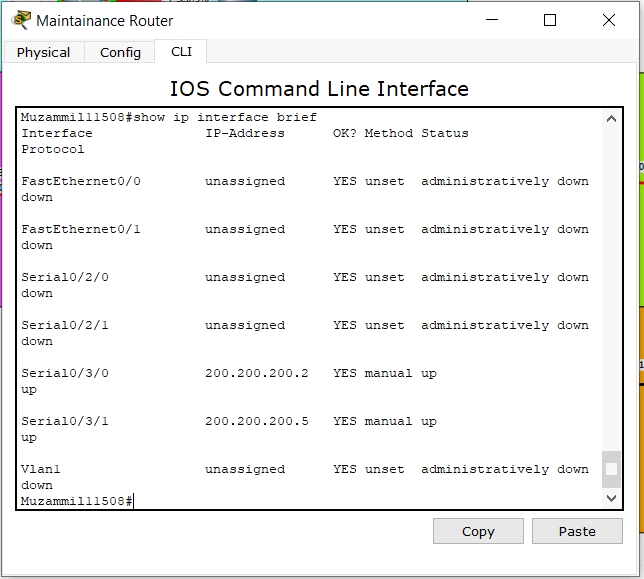 Maintainance Router
Physical Config CLI
IOS Command Line Interface
Muzammil11508#show ip interface brief
Interface IP-Address OK? Method Status
Protocol
FastEthernet0/0 unassigned YES unset administratively down
down
FastEthernet0/1 unassigned YES unset administratively down
down
Serial0/2/0 unassigned YES unset administratively down
down
Serial0/2/1 unassigned YES unset administratively down
down
Serial0/3/0 200.200.200.2 YES manual up
up
Serial0/3/1 200.200.200.5 YES manual up
up
Vlan1 unassigned YES unset administratively down
down
Muzammil11508#
Copy Paste